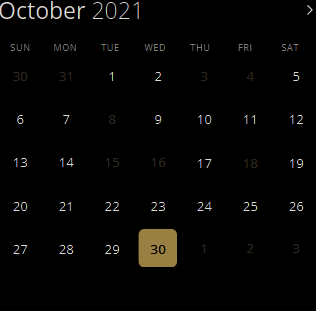 October 2021
SUN MON TUE WED THU FRI SAT
30 31 1 2 3 4 5
6 7 8 9 10 11 12
13 14 15 16 17 18 19
20 21 22 23 24 25 26
27 28 29 30 1 2 3